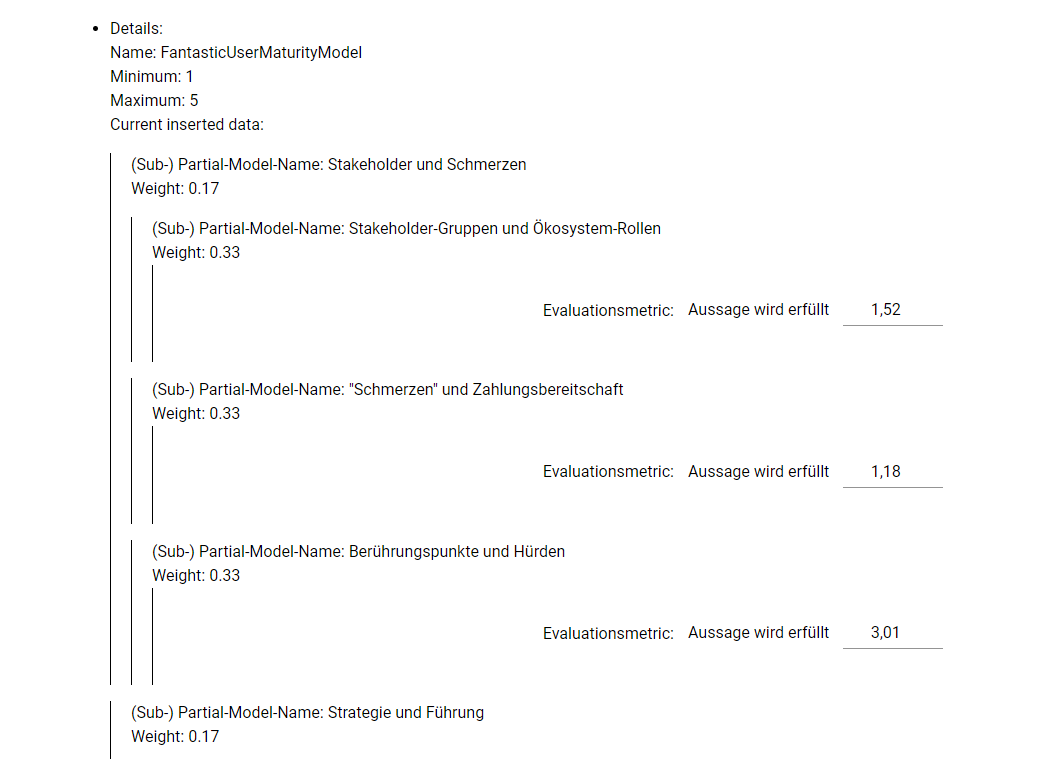 Details:
Name: FantasticUserMaturityModel
Minimum: 1
Maximum: 5
Current inserted data:
(Sub-) Partial-Model-Name: Stakeholder und Schmerzen
Weight: 0.17
(Sub-) Partial-Model-Name: Stakeholder-Gruppen und Ökosystem-Rollen
Weight: 0.33
Evaluationsmetric: Aussage wird erfüllt 1,52
(Sub-) Partial-Model-Name: "Schmerzen" und Zahlungsbereitschaft
Weight: 0.33
Evaluationsmetric: Aussage wird erfüllt 1,18
(Sub-) Partial-Model-Name: Berührungspunkte und Hürden
Weight: 0.33
Evaluationsmetric: Aussage wird erfüllt 3,01
(Sub-) Partial-Model-Name: Strategie und Führung
Weight: 0.17